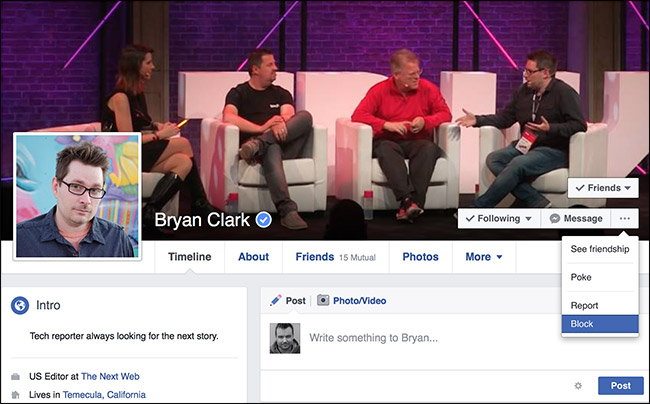 Friends
Bryan Clark
Following
Message
...
See friendship
Poke
Report
Block
Timeline
About
Friends 15 Mutual
Photos
More
Intro
Tech reporter always looking for the next story.
US Editor at The Next Web
Lives in Temecula, California
Post
Photo/Video
Write something to Bryan...
Post